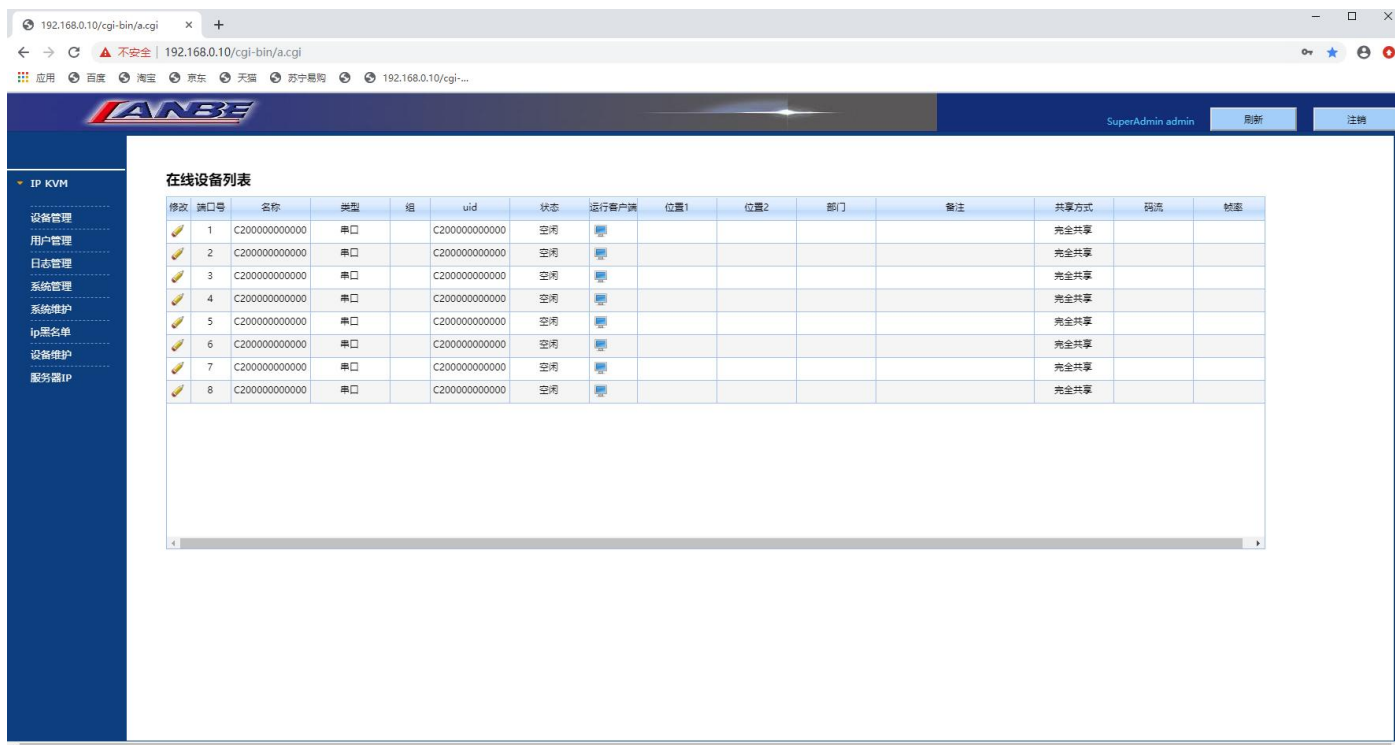 192.168.0.10/cgi-bin/a.cgi
不安全 | 192.168.0.10/cgi-bin/a.cgi
应用 百度 淘宝 京东 天猫 苏宁易购 192.168.0.10/cgi-...
LANBE
SuperAdmin admin 刷新 注销
IP KVM
设备管理
用户管理
日志管理
系统管理
系统维护
ip黑名单
设备维护
服务器IP
在线设备列表
修改 端口号 名称 类型 组 uid 状态 运行客户端 位置1 位置2 部门 备注 共享方式 码流 帧率
1 C200000000000 串口 C200000000000 空闲 完全共享
2 C200000000000 串口 C200000000000 空闲 完全共享
3 C200000000000 串口 C200000000000 空闲 完全共享
4 C200000000000 串口 C200000000000 空闲 完全共享
5 C200000000000 串口 C200000000000 空闲 完全共享
6 C200000000000 串口 C200000000000 空闲 完全共享
7 C200000000000 串口 C200000000000 空闲 完全共享
8 C200000000000 串口 C200000000000 空闲 完全共享